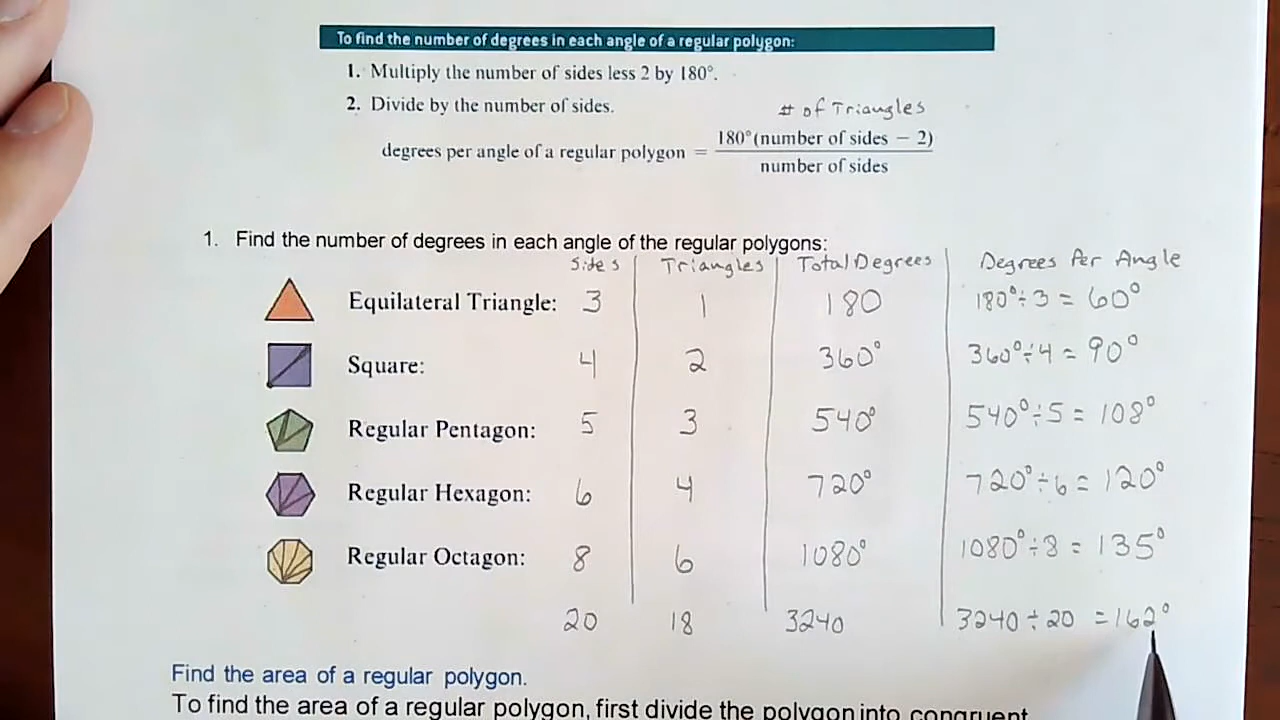 To find the number of degrees in each angle of a regular polygon:
1. Multiply the number of sides less 2 by 180°.
2. Divide by the number of sides.
# of Triangles
degrees per angle of a regular polygon = 180°(number of sides − 2)
number of sides
1. Find the number of degrees in each angle of the regular polygons:
Sides Triangles Total Degrees Degrees Per Angle
Equilateral Triangle: 3 1 180 180°÷3 = 60°
Square: 4 2 360° 360°÷4 = 90°
Regular Pentagon: 5 3 540° 540°÷5 = 108°
Regular Hexagon: 6 4 720° 720°÷6 = 120°
Regular Octagon: 8 6 1080° 1080°÷8 = 135°
20 18 3240 3240÷20 = 162°
Find the area of a regular polygon.
To find the area of a regular polygon, first divide the polygon into congruent